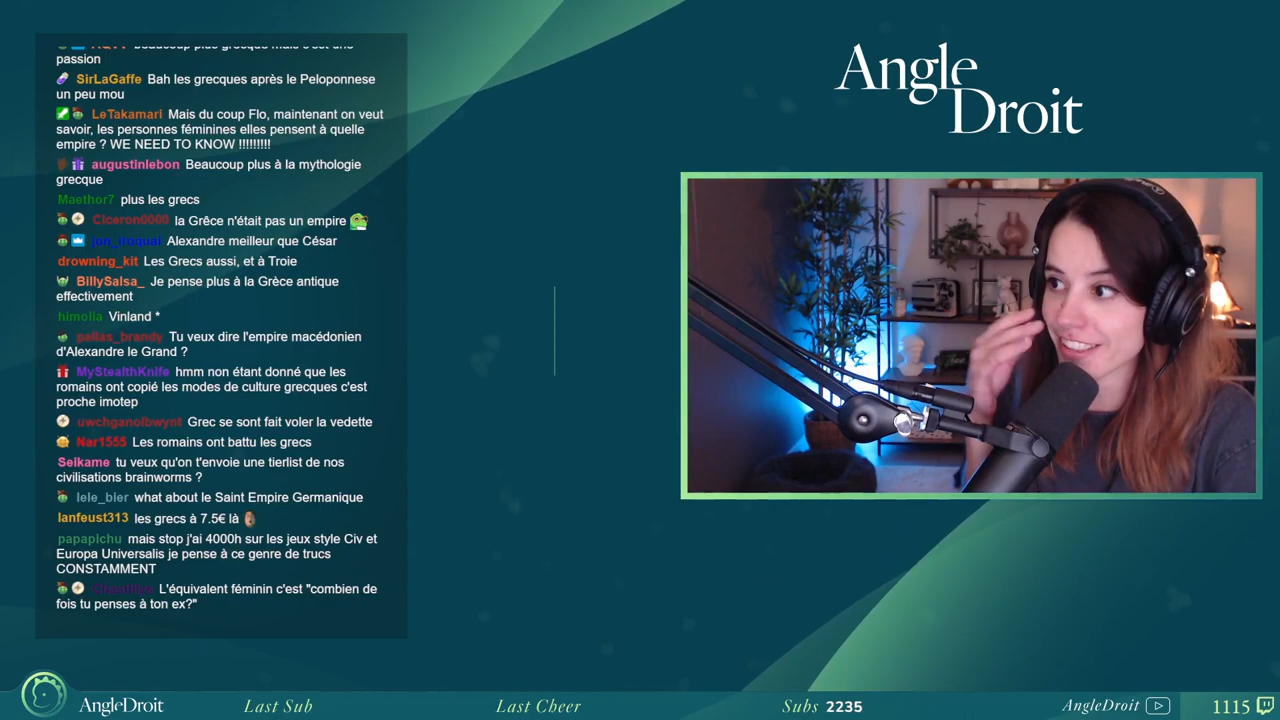 passion
SirLaGaffe Bah les grecques après le Peloponnese
un peu mou
LeTakamari Mais du coup Flo, maintenant on veut
savoir, les personnes féminines elles pensent à quelle
empire ? WE NEED TO KNOW !!!!!!!!!
augustinlebon Beaucoup plus à la mythologie
grecque
Maethor7 plus les grecs
Ciceron0000 la Grêce n'était pas un empire
jon_iroquai Alexandre meilleur que César
drowning_kit Les Grecs aussi, et à Troie
BillySalsa_ Je pense plus à la Grèce antique
effectivement
himolia Vinland *
pallas_brandy Tu veux dire l'empire macédonien
d'Alexandre le Grand ?
MyStealthKnife hmm non étant donné que les
romains ont copié les modes de culture grecques c'est
proche imotep
Grec se sont fait voler la vedette
Nar1555 Les romains ont battu les grecs
Selkame tu veux qu'on t'envoie une tierlist de nos
civilisations brainworms ?
lele_bier what about le Saint Empire Germanique
lanfeust313 les grecs à 7.5€ là
papapichu mais stop j'ai 4000h sur les jeux style Civ et
Europa Universalis je pense à ce genre de trucs
CONSTAMMENT
L'équivalent féminin c'est "combien de
fois tu penses à ton ex?"
Angle
Droit
AngleDroit
Last Sub
Last Cheer
Subs 2235
AngleDroit
1115